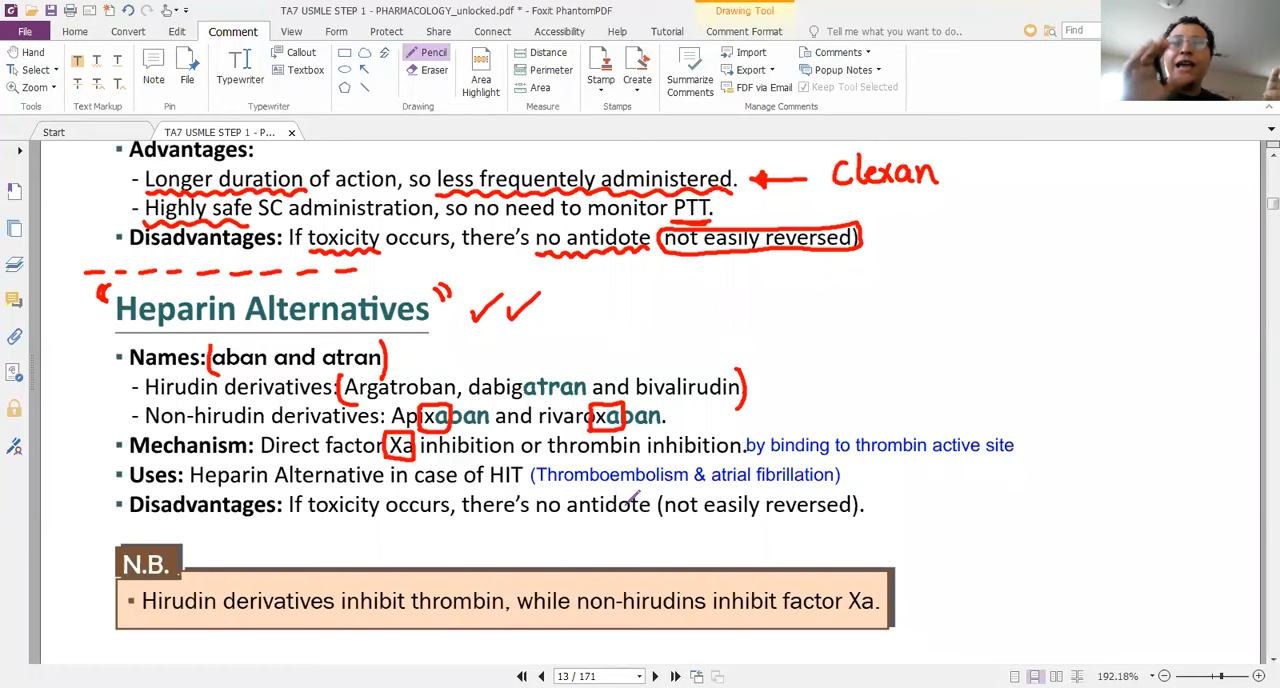 TA7 USMLE STEP 1 - PHARMACOLOGY_unlocked.pdf * - Foxit PhantomPDF
Drawing Tool
File Home Convert Edit Comment View Form Protect Share Connect Accessibility Help Tutorial Comment Format Tell me what you want to do.. Find
Hand
Select
Zoom
Tools
T T T
T T T
Text Markup
Note
File
Pin
Typewriter
Callout
Textbox
Typewriter
Pencil
Eraser
Drawing
Area Highlight
Distance
Perimeter
Area
Measure
Stamp
Create
Stamps
Summarize Comments
Import
Export
FDF via Email
Comments
Popup Notes
Keep Tool Selected
Manage Comments
Start
TA7 USMLE STEP 1 - P...
Advantages:
- Longer duration of action, so less frequentely administered. Clexan
- Highly safe SC administration, so no need to monitor PTT.
Disadvantages: If toxicity occurs, there's no antidote (not easily reversed)
"Heparin Alternatives"
Names: (aban and atran)
- Hirudin derivatives: (Argatroban, dabigatran and bivalirudin)
- Non-hirudin derivatives: Apixaban and rivaroxaban.
Mechanism: Direct factor Xa inhibition or thrombin inhibition. by binding to thrombin active site
Uses: Heparin Alternative in case of HIT (Thromboembolism & atrial fibrillation)
Disadvantages: If toxicity occurs, there's no antidote (not easily reversed).
N.B.
Hirudin derivatives inhibit thrombin, while non-hirudins inhibit factor Xa.
13 / 171
192.18%